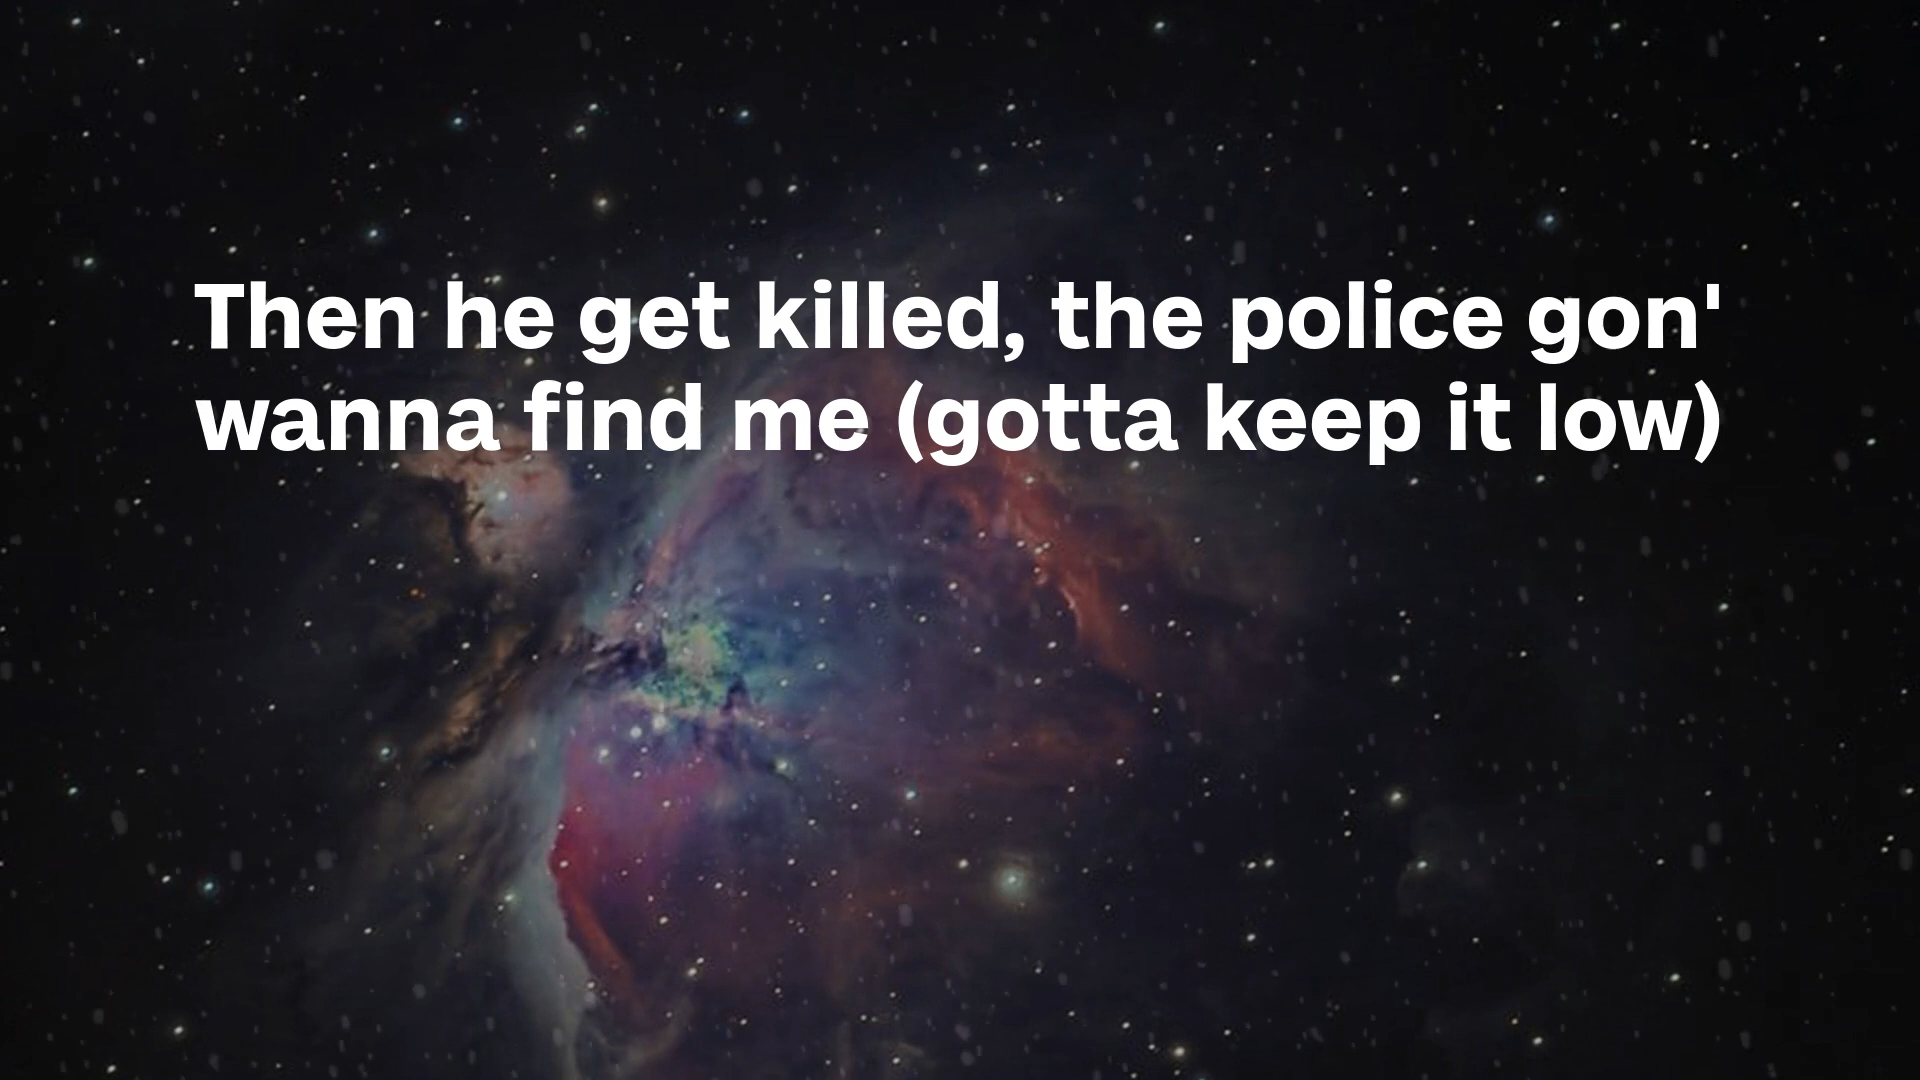 Then he get killed, the police gon'
wanna find me (gotta keep it low)